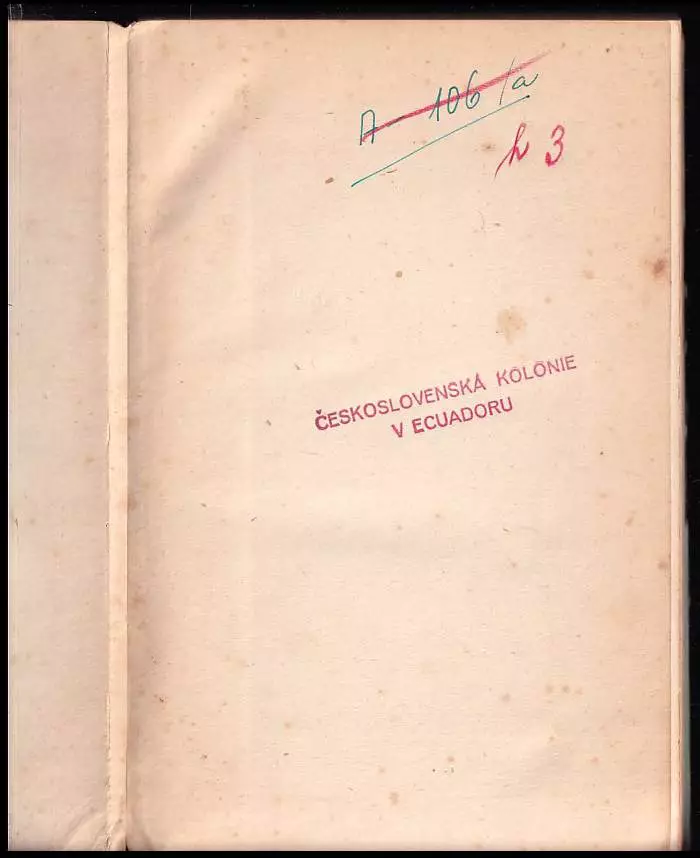 A - 106/a
h 3
ČESKOSLOVENSKÁ KOLONIE
V ECUADORU